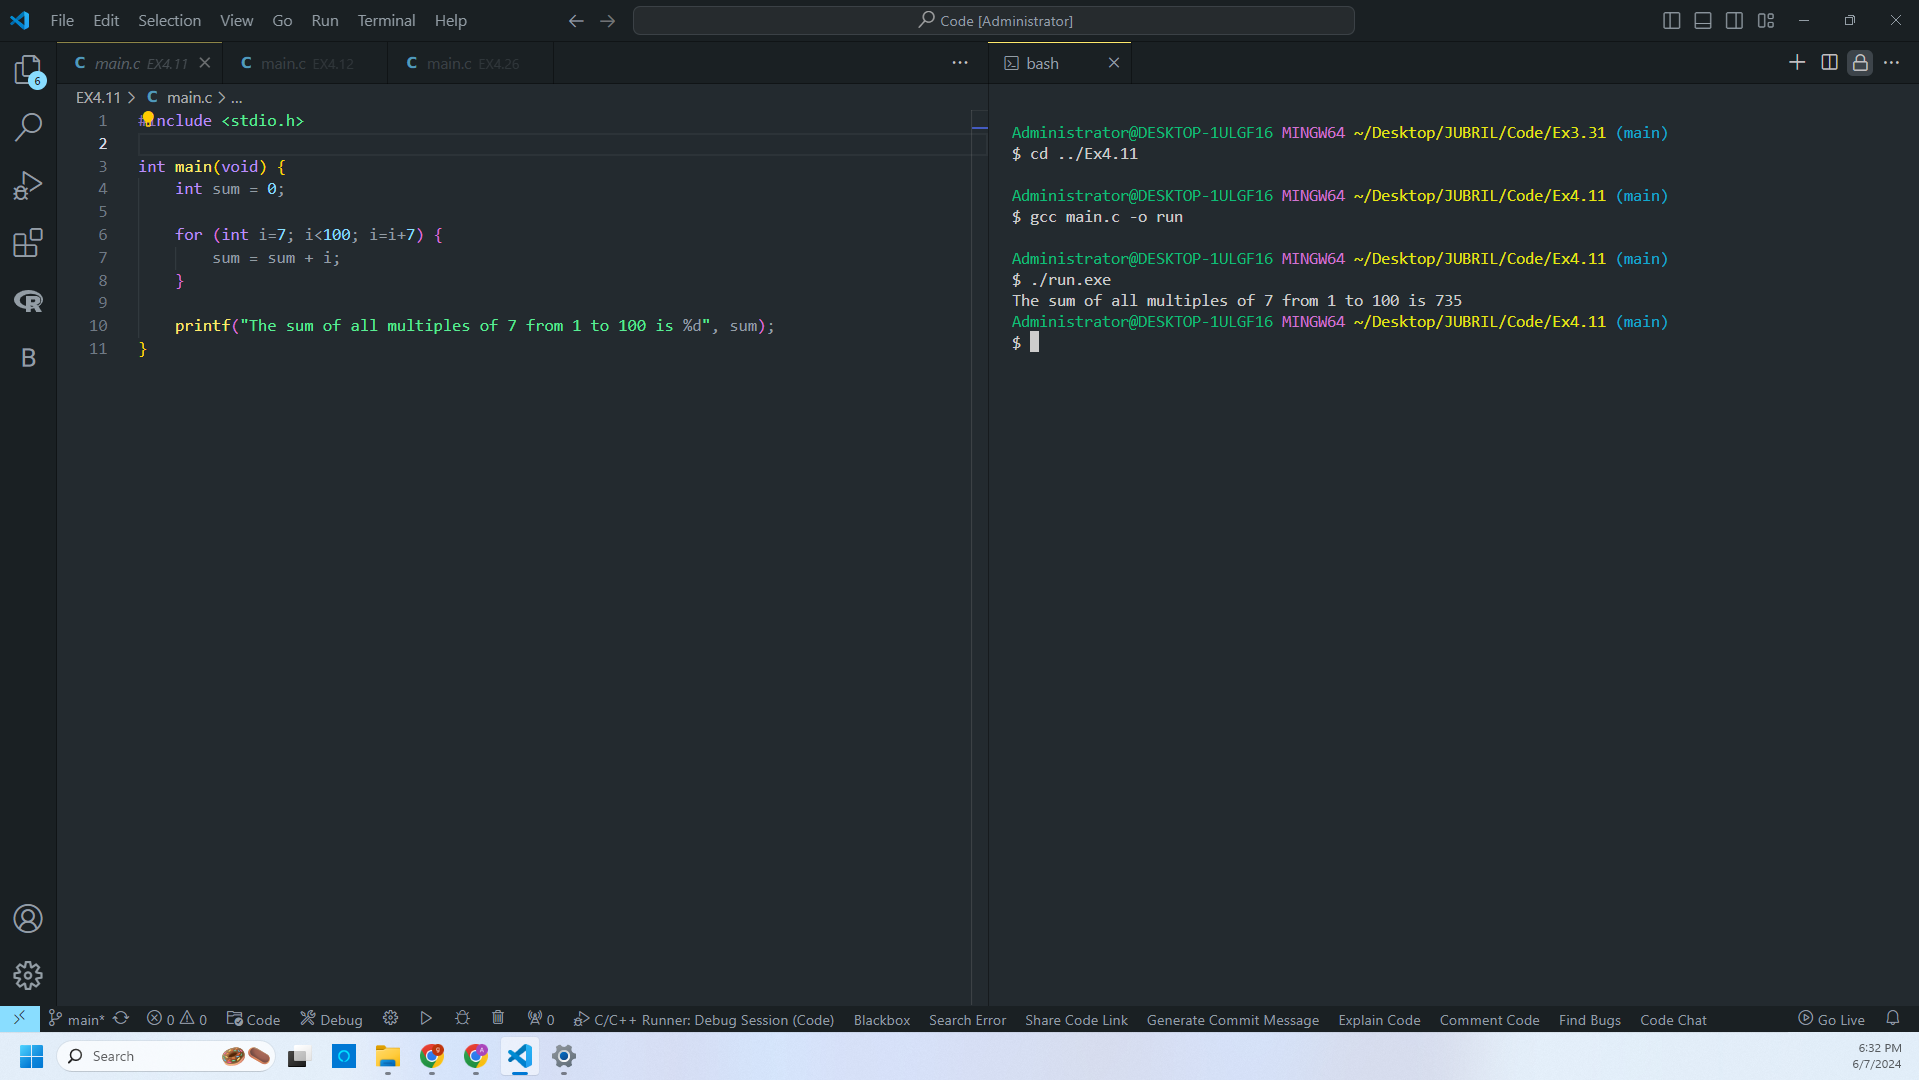 File Edit Selection View Go Run Terminal Help
Code [Administrator]
6
C main.c EX4.11
C main.c EX4.12
C main.c EX4.26
bash
EX4.11 > C main.c > ...
1 #include <stdio.h>
2
3 int main(void) {
4 int sum = 0;
5
6 for (int i=7; i<100; i=i+7) {
7 sum = sum + i;
8 }
9
10 printf("The sum of all multiples of 7 from 1 to 100 is %d", sum);
11 }
B
Administrator@DESKTOP-1ULGF16 MINGW64 ~/Desktop/JUBRIL/Code/Ex3.31 (main)
$ cd ../Ex4.11
Administrator@DESKTOP-1ULGF16 MINGW64 ~/Desktop/JUBRIL/Code/Ex4.11 (main)
$ gcc main.c -o run
Administrator@DESKTOP-1ULGF16 MINGW64 ~/Desktop/JUBRIL/Code/Ex4.11 (main)
$ ./run.exe
The sum of all multiples of 7 from 1 to 100 is 735
Administrator@DESKTOP-1ULGF16 MINGW64 ~/Desktop/JUBRIL/Code/Ex4.11 (main)
$
main* 0 0 Code Debug 0 C/C++ Runner: Debug Session (Code) Blackbox Search Error Share Code Link Generate Commit Message Explain Code Comment Code Find Bugs Code Chat Go Live
Search
6:32 PM
6/7/2024